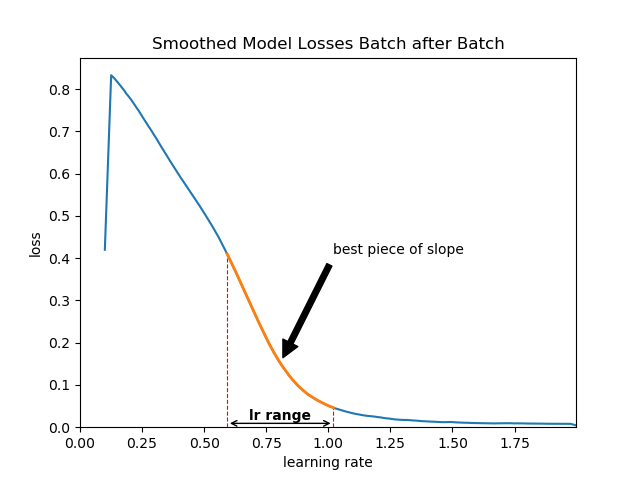 Smoothed Model Losses Batch after Batch
0.8
0.7
0.6
0.5
0.4
0.3
0.2
0.1
0.0
loss
best piece of slope
lr range
0.00 0.25 0.50 0.75 1.00 1.25 1.50 1.75
learning rate